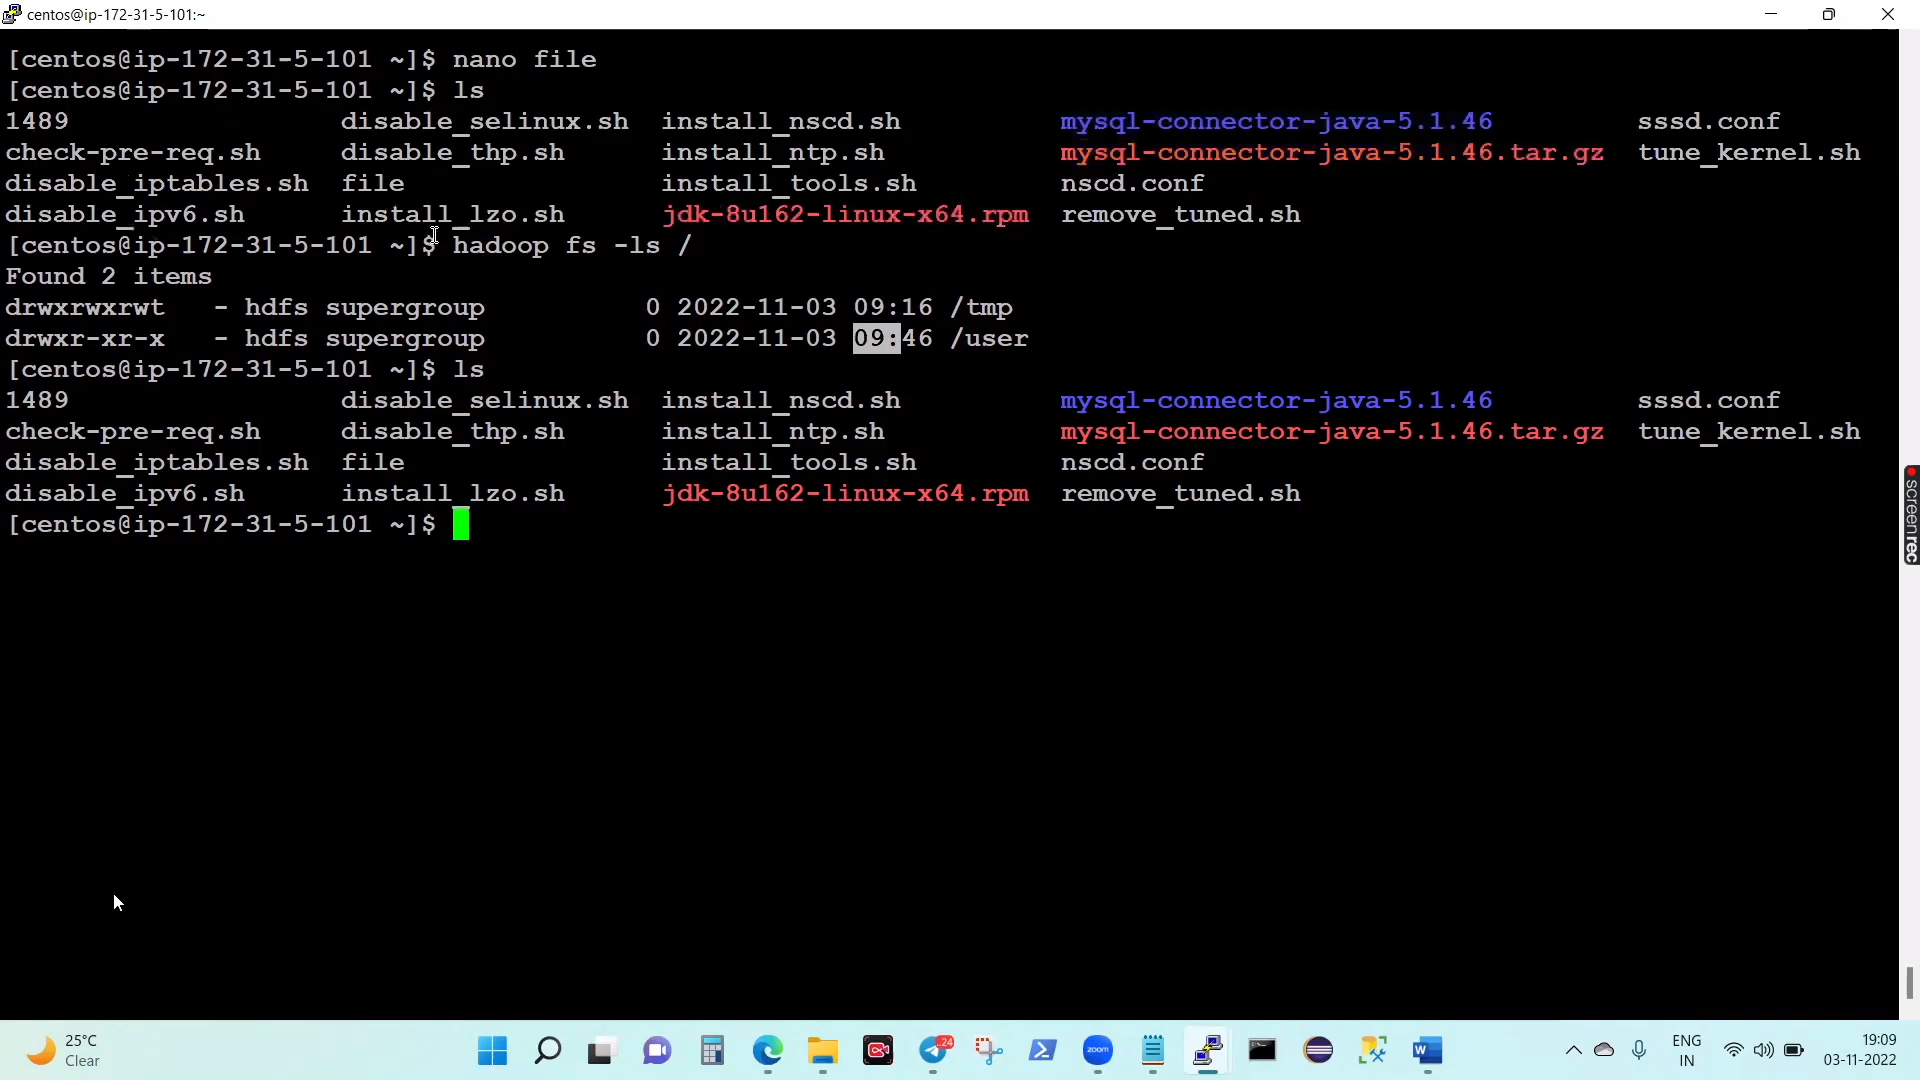 centos@ip-172-31-5-101:~
[centos@ip-172-31-5-101 ~]$ nano file
[centos@ip-172-31-5-101 ~]$ ls
1489 disable_selinux.sh install_nscd.sh mysql-connector-java-5.1.46 sssd.conf
check-pre-req.sh disable_thp.sh install_ntp.sh mysql-connector-java-5.1.46.tar.gz tune_kernel.sh
disable_iptables.sh file install_tools.sh nscd.conf
disable_ipv6.sh install_lzo.sh jdk-8u162-linux-x64.rpm remove_tuned.sh
[centos@ip-172-31-5-101 ~]$ hadoop fs -ls /
Found 2 items
drwxrwxrwt - hdfs supergroup 0 2022-11-03 09:16 /tmp
drwxr-xr-x - hdfs supergroup 0 2022-11-03 09:46 /user
[centos@ip-172-31-5-101 ~]$ ls
1489 disable_selinux.sh install_nscd.sh mysql-connector-java-5.1.46 sssd.conf
check-pre-req.sh disable_thp.sh install_ntp.sh mysql-connector-java-5.1.46.tar.gz tune_kernel.sh
disable_iptables.sh file install_tools.sh nscd.conf
disable_ipv6.sh install_lzo.sh jdk-8u162-linux-x64.rpm remove_tuned.sh
[centos@ip-172-31-5-101 ~]$
screenrec
25°C
Clear
24
zoom
W
ENG
IN
19:09
03-11-2022